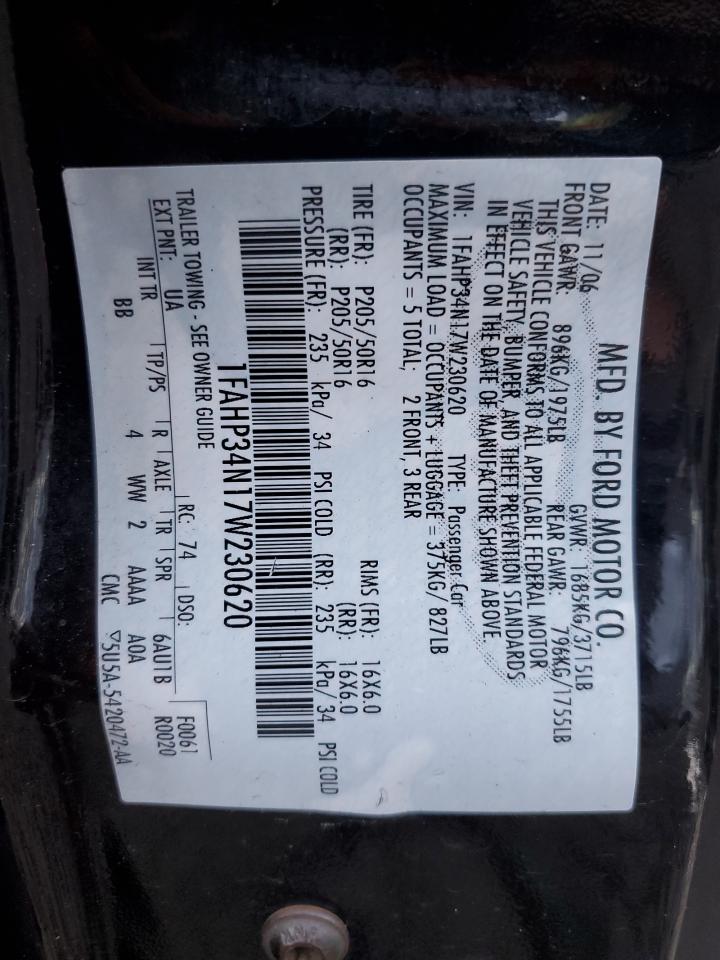 MFD. BY FORD MOTOR CO.
DATE: 11/06 GVWR: 1685KG/3715LB
FRONT GAWR: 896KG/1975LB REAR GAWR: 796KG/1755LB
THIS VEHICLE CONFORMS TO ALL APPLICABLE FEDERAL MOTOR
VEHICLE SAFETY, BUMPER, AND THEFT PREVENTION STANDARDS
IN EFFECT ON THE DATE OF MANUFACTURE SHOWN ABOVE.
VIN: 1FAHP34N17W230620 TYPE: Passenger Car
MAXIMUM LOAD = OCCUPANTS + LUGGAGE = 375KG/ 827LB
OCCUPANTS = 5 TOTAL; 2 FRONT, 3 REAR
TIRE (FR): P205/50R16 RIMS (FR): 16X6.0
(RR): P205/50R16 (RR): 16X6.0
PRESSURE (FR): 235 kPa/ 34 PSI COLD (RR): 235 kPa/ 34 PSI COLD
1FAHP34N17W230620
TRAILER TOWING - SEE OWNER GUIDE RC: 74 DSO: F0061
EXT PNT: UA 6AU1B R0020
INT TR TP/PS R AXLE TR SPR
BB 4 WW 2 AAAA A0A
CMC ▽5U5A-5420472-AA